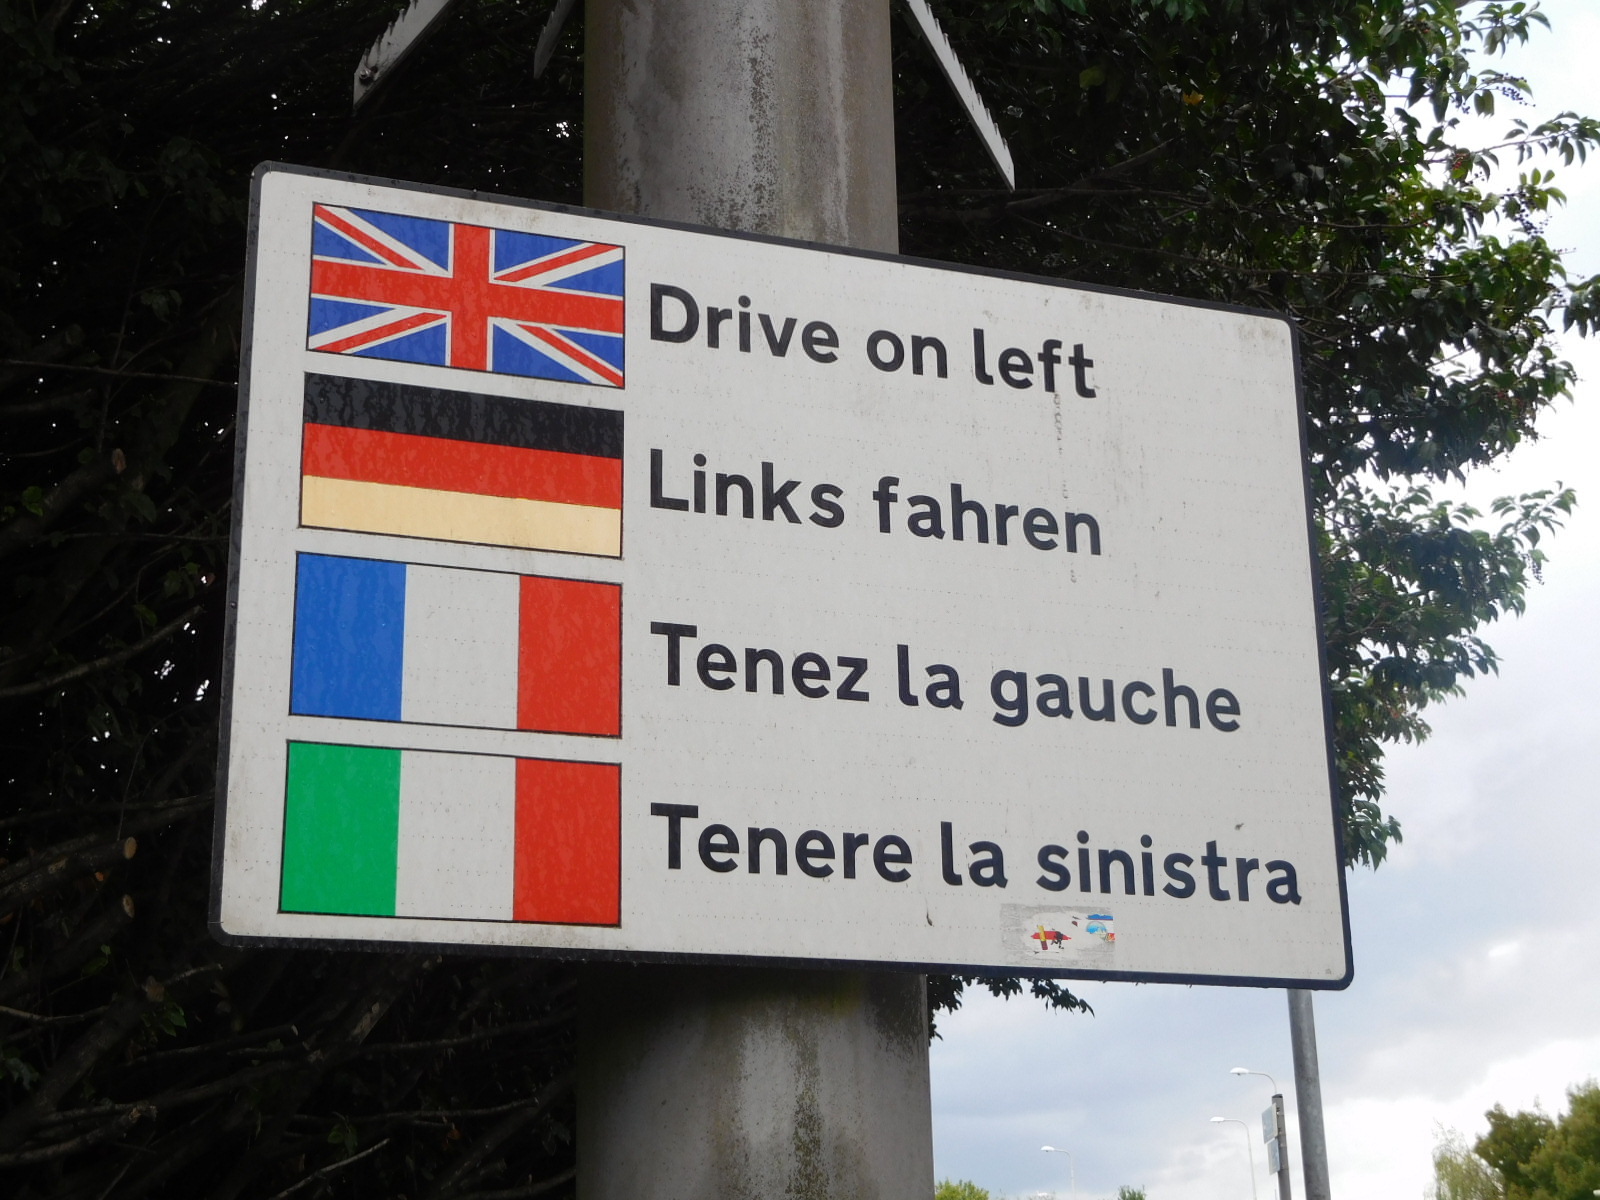 Drive on left
Links fahren
Tenez la gauche
Tenere la sinistra